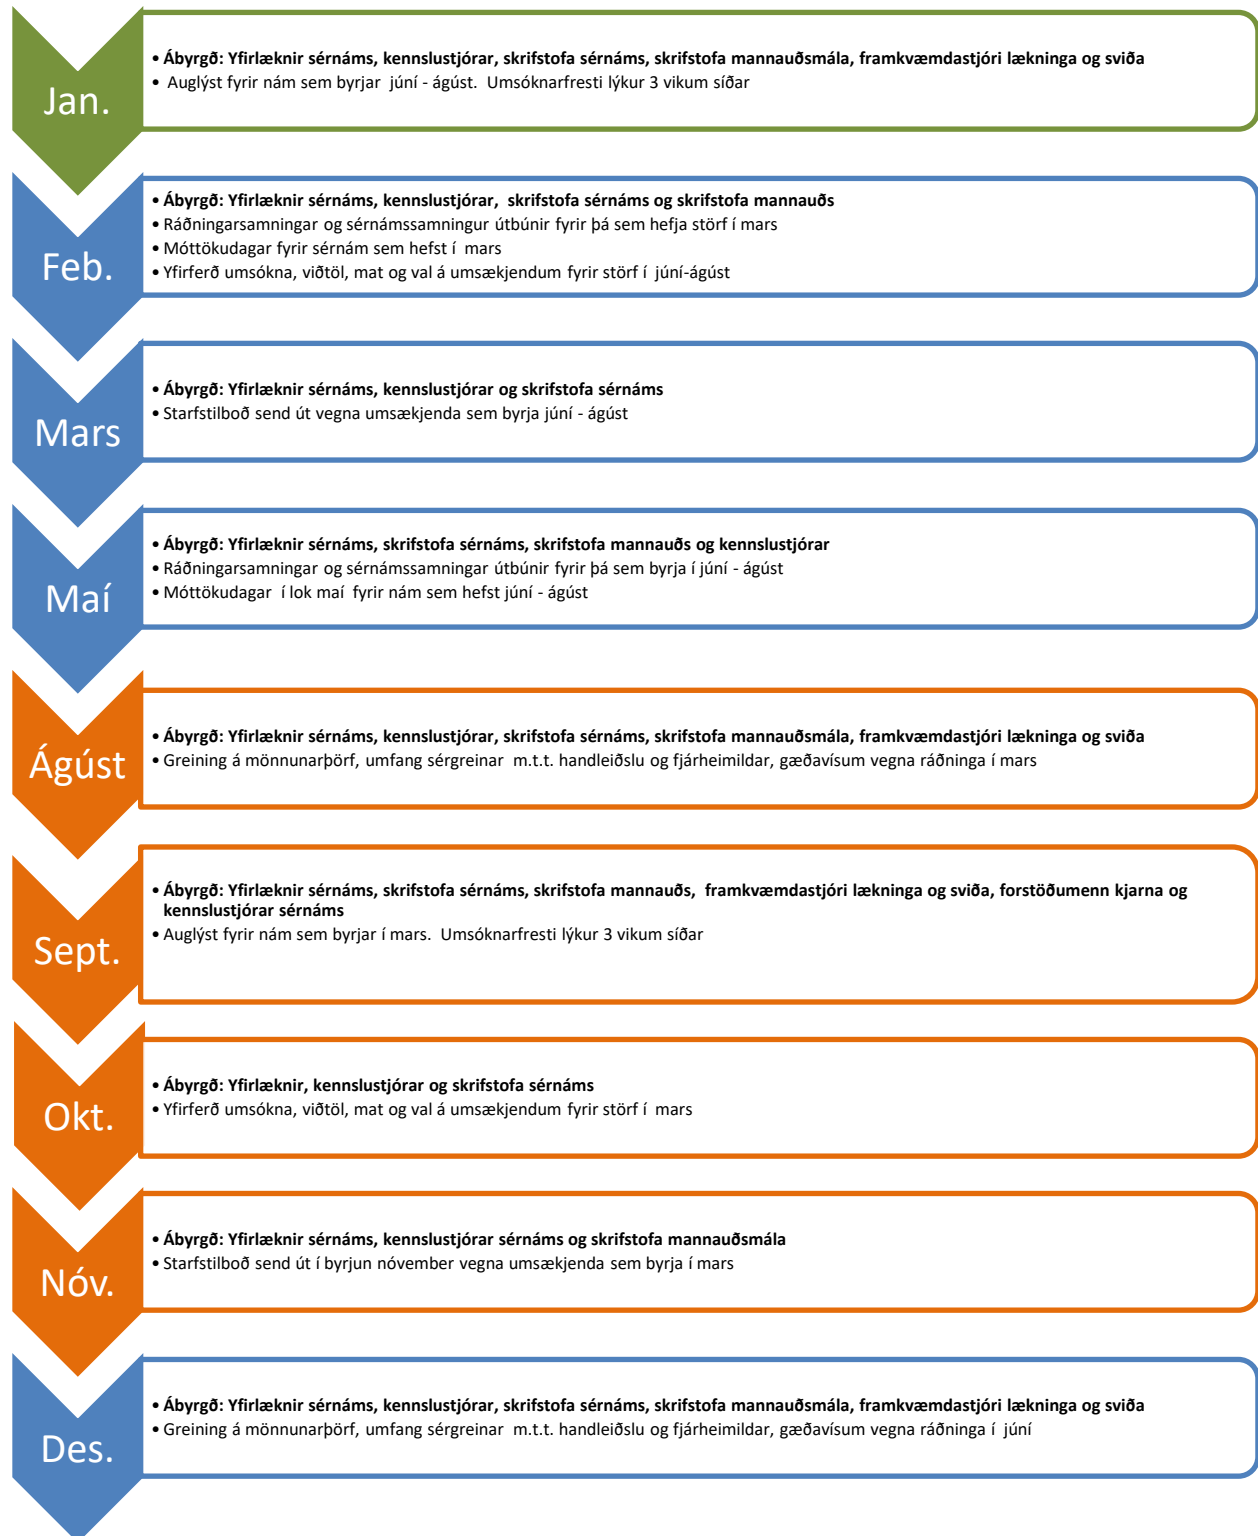 Jan.
• Ábyrgð: Yfirlæknir sérnáms, kennslustjórar, skrifstofa sérnáms, skrifstofa mannauðsmála, framkvæmdastjóri lækninga og sviða
• Auglýst fyrir nám sem byrjar júní - ágúst. Umsóknarfresti lýkur 3 vikum síðar
Feb.
• Ábyrgð: Yfirlæknir sérnáms, kennslustjórar, skrifstofa sérnáms og skrifstofa mannauðs
• Ráðningarsamningar og sérnámssamningur útbúnir fyrir þá sem hefja störf í mars
• Móttökudagar fyrir sérnám sem hefst í mars
• Yfirferð umsókna, viðtöl, mat og val á umsækjendum fyrir störf í júní-ágúst
Mars
• Ábyrgð: Yfirlæknir sérnáms, kennslustjórar og skrifstofa sérnáms
• Starfstilboð send út vegna umsækjenda sem byrja júní - ágúst
Maí
• Ábyrgð: Yfirlæknir sérnáms, skrifstofa sérnáms, skrifstofa mannauðs og kennslustjórar
• Ráðningarsamningar og sérnámssamningar útbúnir fyrir þá sem byrja í júní - ágúst
• Móttökudagar í lok maí fyrir nám sem hefst júní - ágúst
Ágúst
• Ábyrgð: Yfirlæknir sérnáms, kennslustjórar, skrifstofa sérnáms, skrifstofa mannauðsmála, framkvæmdastjóri lækninga og sviða
• Greining á mönnunarþörf, umfang sérgreinar m.t.t. handleiðslu og fjárheimildar, gæðavísum vegna ráðninga í mars
Sept.
• Ábyrgð: Yfirlæknir sérnáms, skrifstofa sérnáms, skrifstofa mannauðs, framkvæmdastjóri lækninga og sviða, forstöðumenn kjarna og
kennslustjórar sérnáms
• Auglýst fyrir nám sem byrjar í mars. Umsóknarfresti lýkur 3 vikum síðar
Okt.
• Ábyrgð: Yfirlæknir, kennslustjórar og skrifstofa sérnáms
• Yfirferð umsókna, viðtöl, mat og val á umsækjendum fyrir störf í mars
Nóv.
• Ábyrgð: Yfirlæknir sérnáms, kennslustjórar sérnáms og skrifstofa mannauðsmála
• Starfstilboð send út í byrjun nóvember vegna umsækjenda sem byrja í mars
Des.
• Ábyrgð: Yfirlæknir sérnáms, kennslustjórar, skrifstofa sérnáms, skrifstofa mannauðsmála, framkvæmdastjóri lækninga og sviða
• Greining á mönnunarþörf, umfang sérgreinar m.t.t. handleiðslu og fjárheimildar, gæðavísum vegna ráðninga í júní